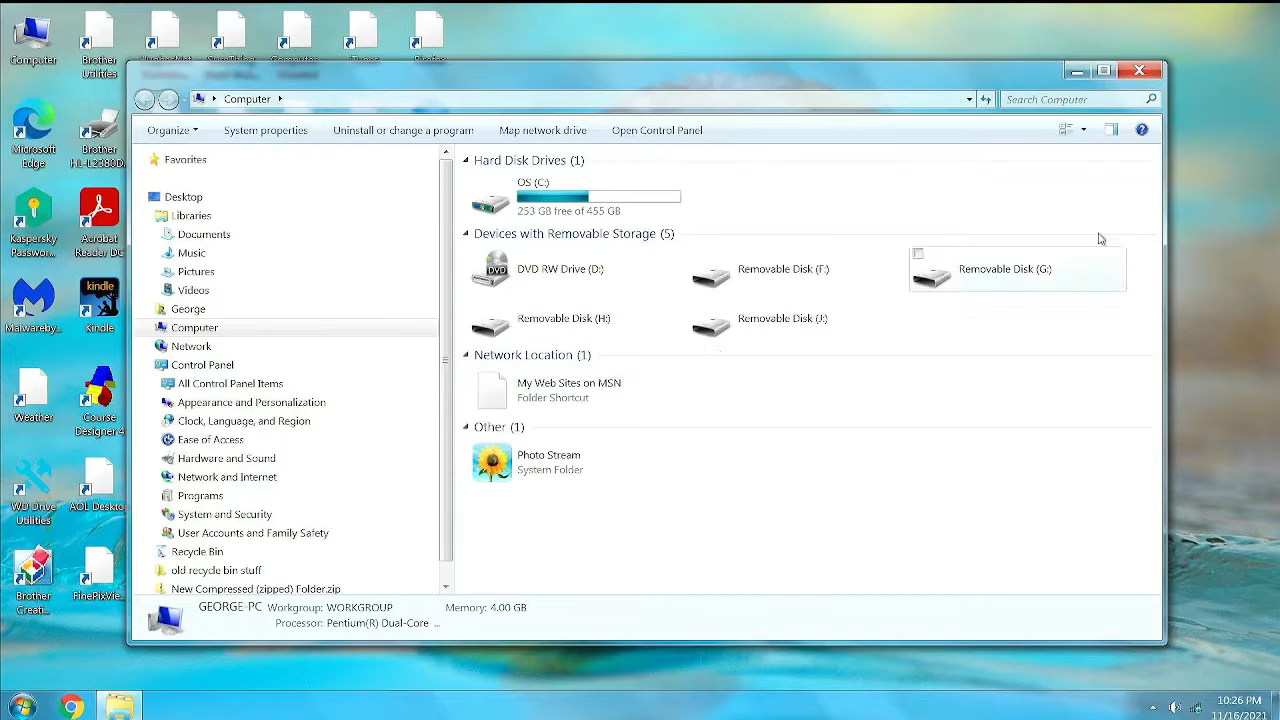 Computer
Brother
Utilities
iTunes
Firefox
Computer
Search Computer
Organize
System properties
Uninstall or change a program
Map network drive
Open Control Panel
Microsoft
Edge
Brother
HL-L2380D...
Kaspersky
Passwor...
Acrobat
Reader DC
Malwareby...
kindle
Kindle
Weather
Course
Designer 4
WD Drive
Utilities
AOL Deskto...
Brother
Creati...
FinePixVie...
Favorites
Desktop
Libraries
Documents
Music
Pictures
Videos
George
Computer
Network
Control Panel
All Control Panel Items
Appearance and Personalization
Clock, Language, and Region
Ease of Access
Hardware and Sound
Network and Internet
Programs
System and Security
User Accounts and Family Safety
Recycle Bin
old recycle bin stuff
New Compressed (zipped) Folder.zip
Hard Disk Drives (1)
OS (C:)
253 GB free of 455 GB
Devices with Removable Storage (5)
DVD
DVD RW Drive (D:)
Removable Disk (F:)
Removable Disk (G:)
Removable Disk (H:)
Removable Disk (J:)
Network Location (1)
My Web Sites on MSN
Folder Shortcut
Other (1)
Photo Stream
System Folder
GEORGE-PC Workgroup: WORKGROUP Memory: 4.00 GB
Processor: Pentium(R) Dual-Core ...
10:26 PM
11/16/2021